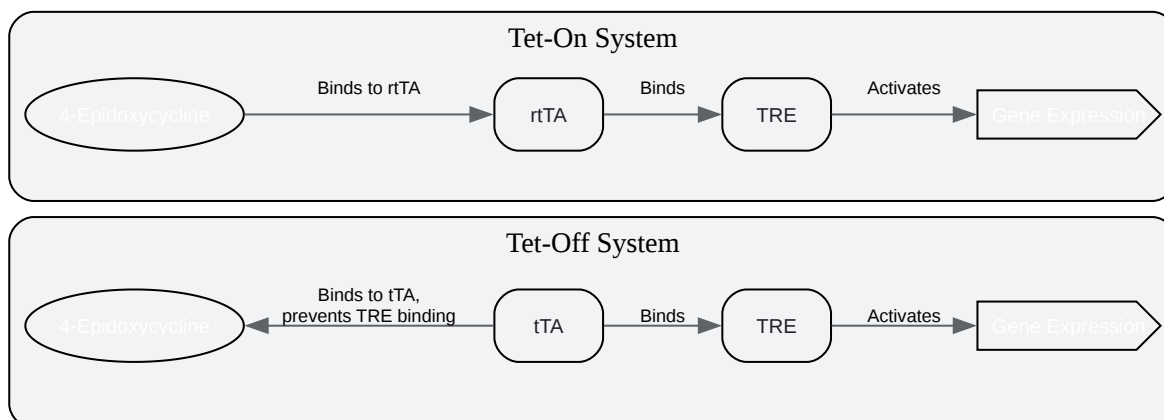 Tet-On System
4-Epidoxycycline
Binds to rtTA
rtTA
Binds
TRE
Activates
Gene Expression
Tet-Off System
4-Epidoxycycline
Binds to tTA,
prevents TRE binding
tTA
Binds
TRE
Activates
Gene Expression